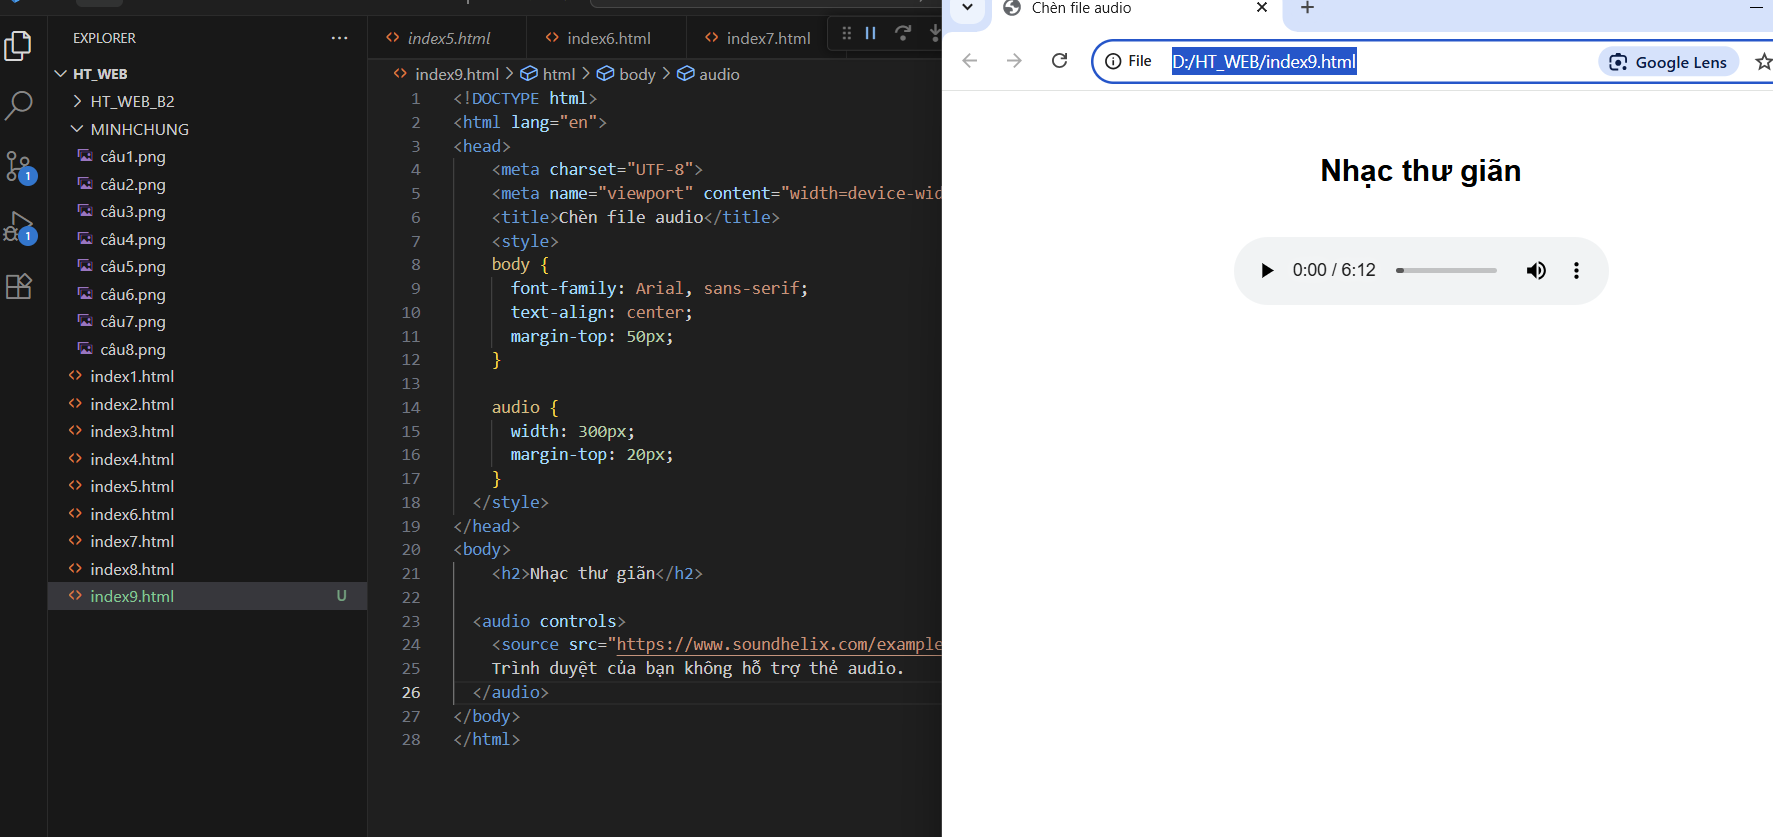 EXPLORER
HT_WEB
HT_WEB_B2
MINHCHUNG
câu1.png
câu2.png
câu3.png
câu4.png
câu5.png
câu6.png
câu7.png
câu8.png
index1.html
index2.html
index3.html
index4.html
index5.html
index6.html
index7.html
index8.html
index9.html U
1
1
index5.html index6.html index7.html
index9.html > html > body > audio
1 <!DOCTYPE html>
2 <html lang="en">
3 <head>
4 <meta charset="UTF-8">
5 <meta name="viewport" content="width=device-wid
6 <title>Chèn file audio</title>
7 <style>
8 body {
9 font-family: Arial, sans-serif;
10 text-align: center;
11 margin-top: 50px;
12 }
13
14 audio {
15 width: 300px;
16 margin-top: 20px;
17 }
18 </style>
19 </head>
20 <body>
21 <h2>Nhạc thư giãn</h2>
22
23 <audio controls>
24 <source src="https://www.soundhelix.com/example
25 Trình duyệt của bạn không hỗ trợ thẻ audio.
26 </audio>
27 </body>
28 </html>
Chèn file audio
File D:/HT_WEB/index9.html Google Lens
Nhạc thư giãn
0:00 / 6:12